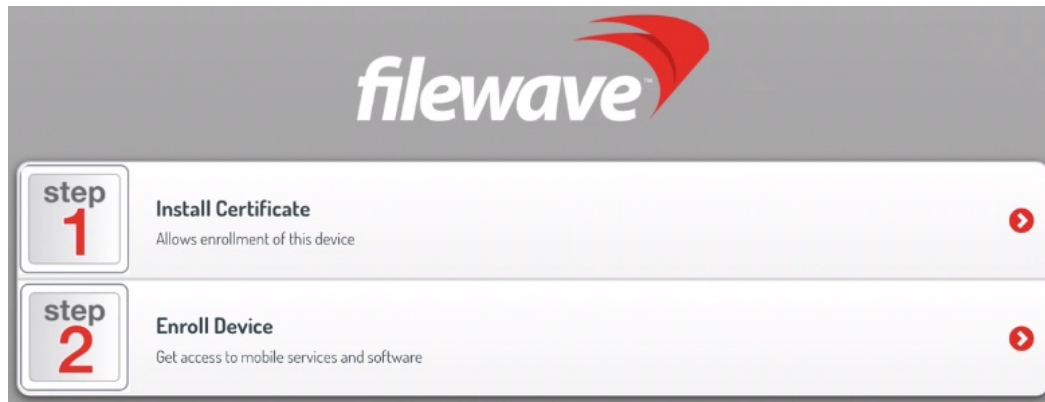 filewave™
step
1
Install Certificate
Allows enrollment of this device
step
2
Enroll Device
Get access to mobile services and software